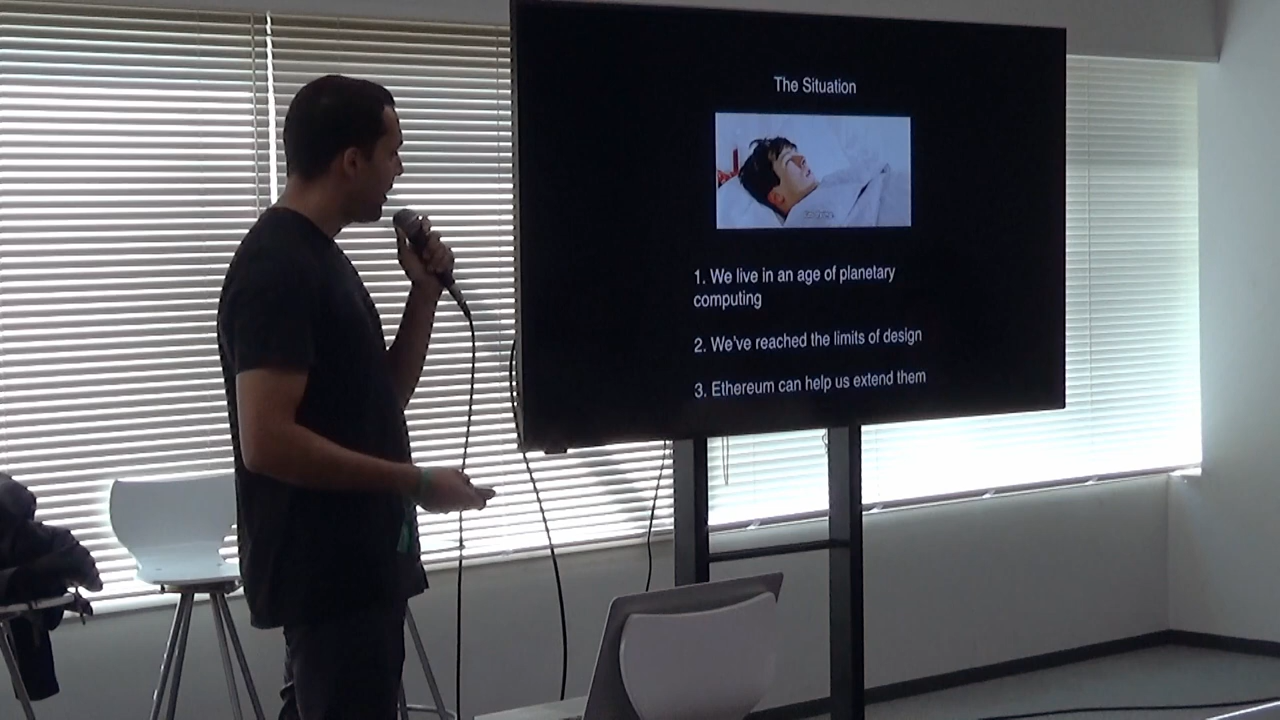 The Situation
1. We live in an age of planetary
computing
2. We've reached the limits of design
3. Ethereum can help us extend them